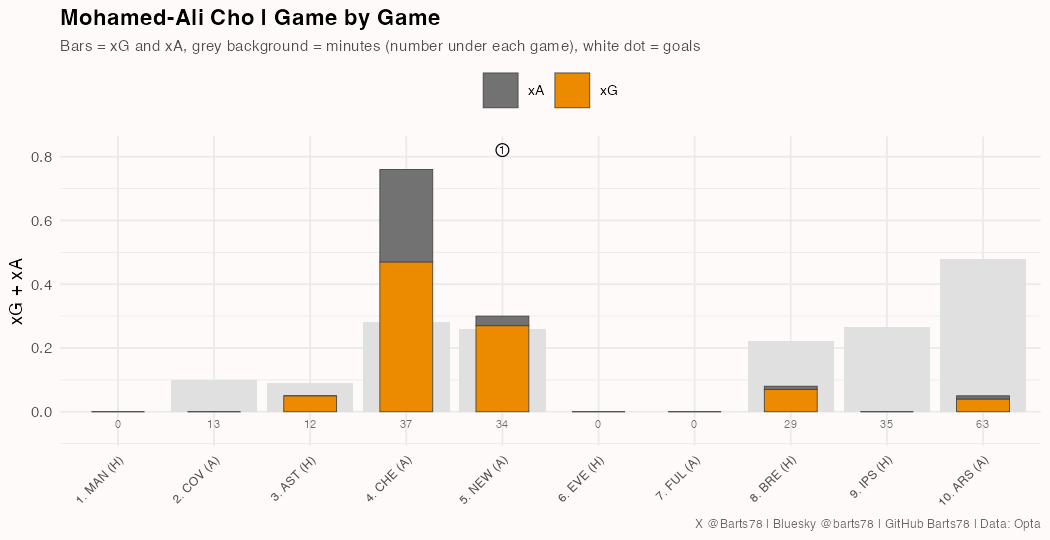 Mohamed-Ali Cho | Game by Game
Bars = xG and xA, grey background = minutes (number under each game), white dot = goals
xA xG
1
0.8
0.6
0.4
0.2
0.0
xG + xA
0 13 12 37 34 0 0 29 35 63
1. MAN (H)
2. COV (A)
3. AST (H)
4. CHE (A)
5. NEW (A)
6. EVE (H)
7. FUL (A)
8. BRE (H)
9. IPS (H)
10. ARS (A)
X @Barts78 | Bluesky @barts78 | GitHub Barts78 | Data: Opta